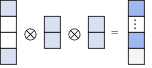 ⊗ ⊗ =
⋮